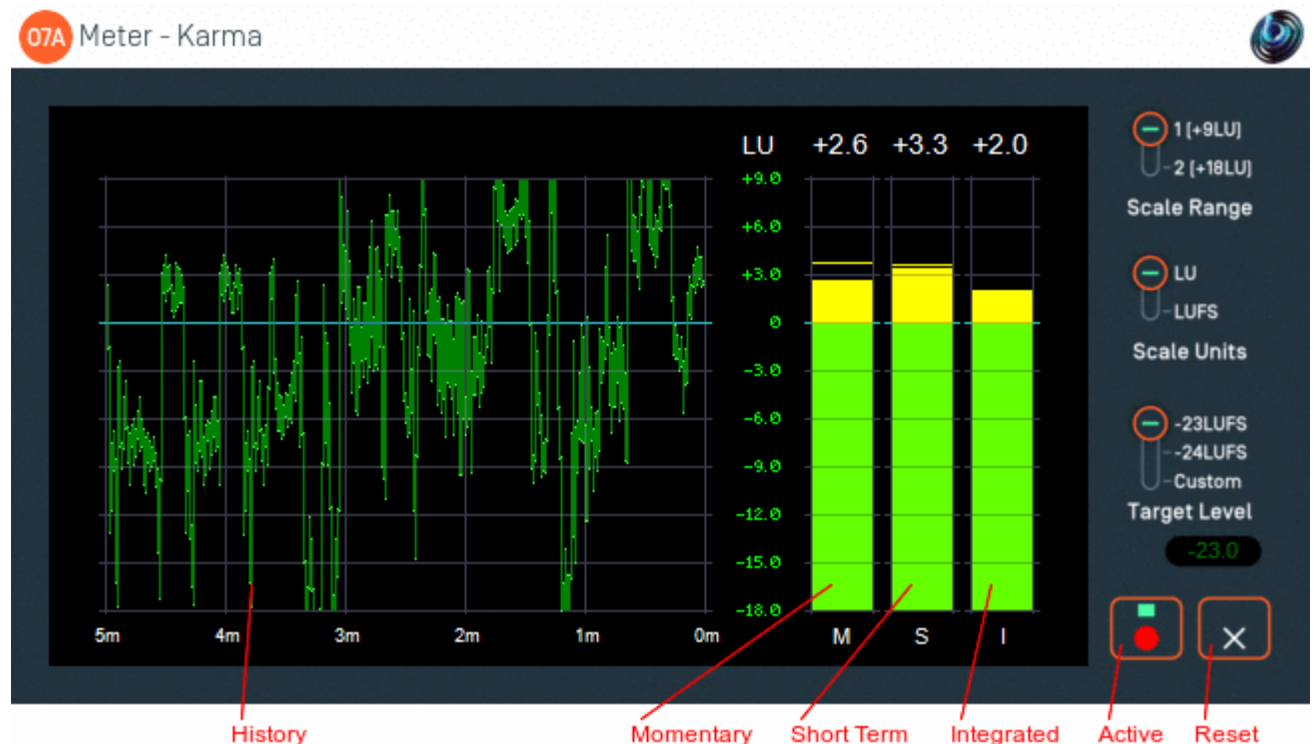 07A Meter - Karma
LU +2.6 +3.3 +2.0
+9.0
+6.0
+3.0
0
-3.0
-6.0
-9.0
-12.0
-15.0
-18.0
5m 4m 3m 2m 1m 0m
M S I
1 (+9LU)
2 (+18LU)
Scale Range
LU
LUFS
Scale Units
-23LUFS
-24LUFS
Custom
Target Level
-23.0
History Momentary Short Term Integrated Active Reset